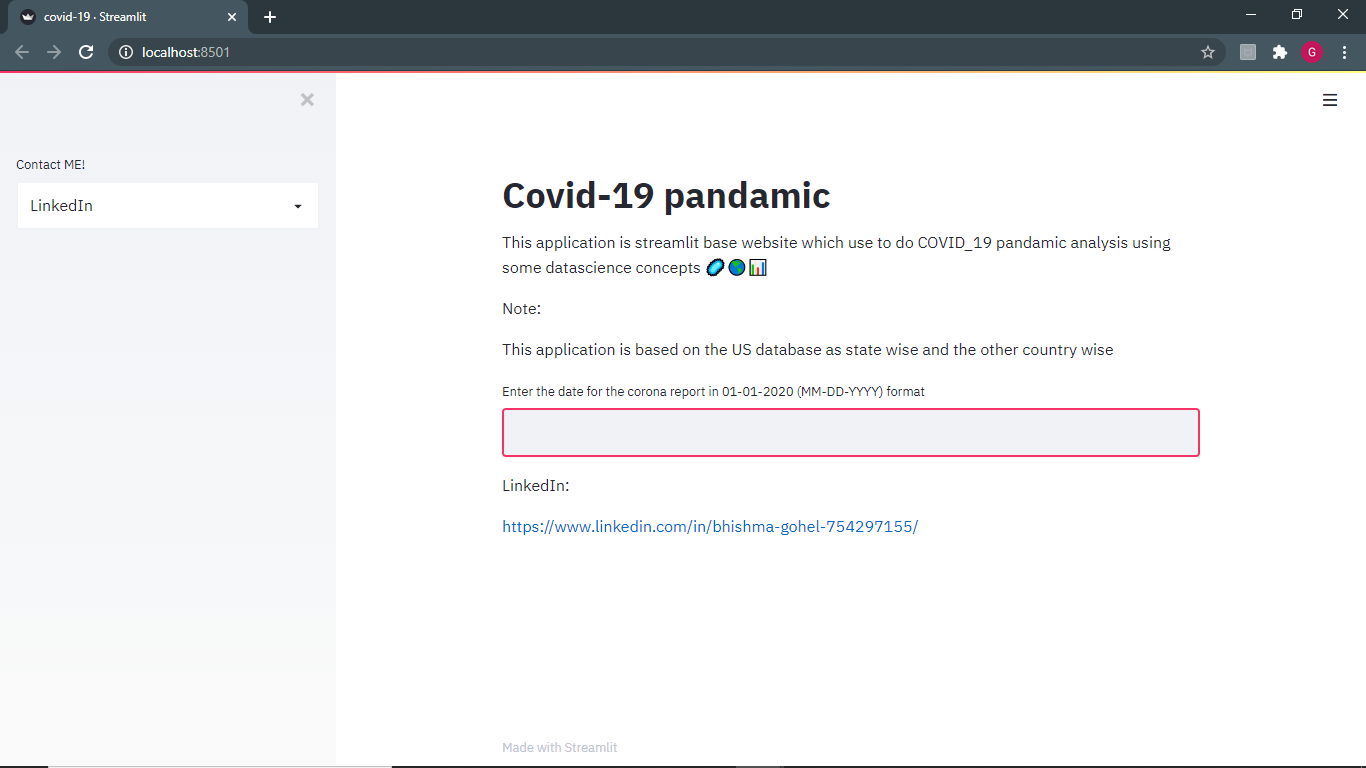 covid-19 · Streamlit
localhost:8501
G
Contact ME!
LinkedIn
Covid-19 pandamic
This application is streamlit base website which use to do COVID_19 pandamic analysis using
some datascience concepts 🦠🌎📊
Note:
This application is based on the US database as state wise and the other country wise
Enter the date for the corona report in 01-01-2020 (MM-DD-YYYY) format
LinkedIn:
https://www.linkedin.com/in/bhishma-gohel-754297155/
Made with Streamlit